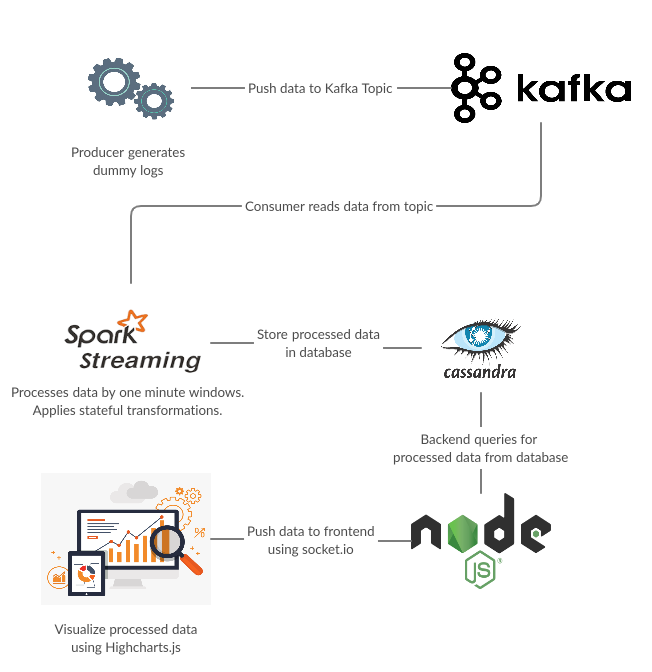 Push data to Kafka Topic
kafka
Producer generates
dummy logs
Consumer reads data from topic
Spark
Streaming
Store processed data
in database
cassandra
Processes data by one minute windows.
Applies stateful transformations.
Backend queries for
processed data from database
%
Push data to frontend
using socket.io
node
JS
®
Visualize processed data
using Highcharts.js